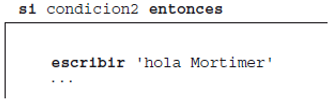 si condicion2 entonces
escribir 'hola Mortimer'
...